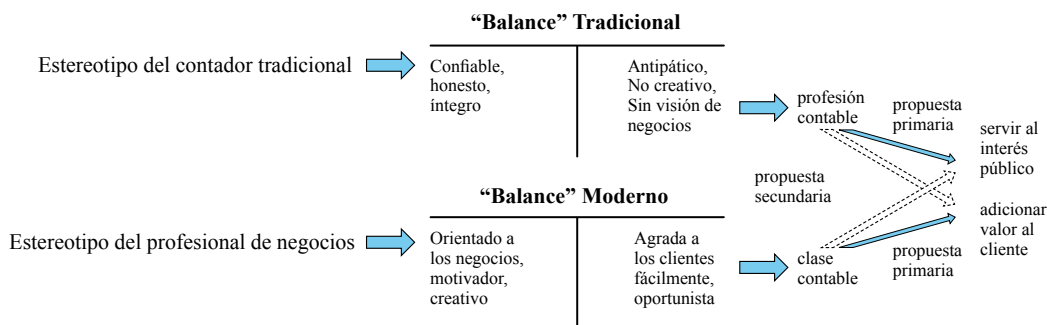 “Balance” Tradicional
Estereotipo del contador tradicional
Confiable,
honesto,
íntegro
Antipático,
No creativo,
Sin visión de
negocios
profesión
contable
propuesta
primaria
servir al
interés
público
propuesta
secundaria
“Balance” Moderno
Estereotipo del profesional de negocios
Orientado a
los negocios,
motivador,
creativo
Agrada a
los clientes
fácilmente,
oportunista
clase
contable
propuesta
primaria
adicionar
valor al
cliente